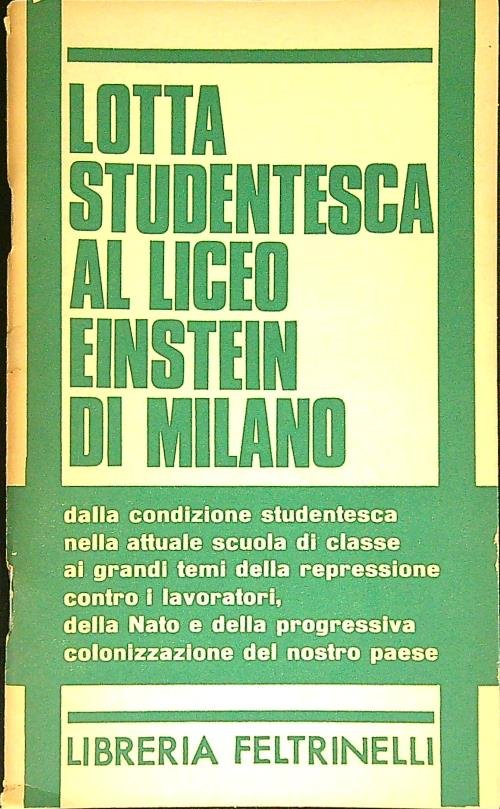 LOTTA
STUDENTESCA
AL LICEO
EINSTEIN
DI MILANO
dalla condizione studentesca
nella attuale scuola di classe
ai grandi temi della repressione
contro i lavoratori,
della Nato e della progressiva
colonizzazione del nostro paese
LIBRERIA FELTRINELLI